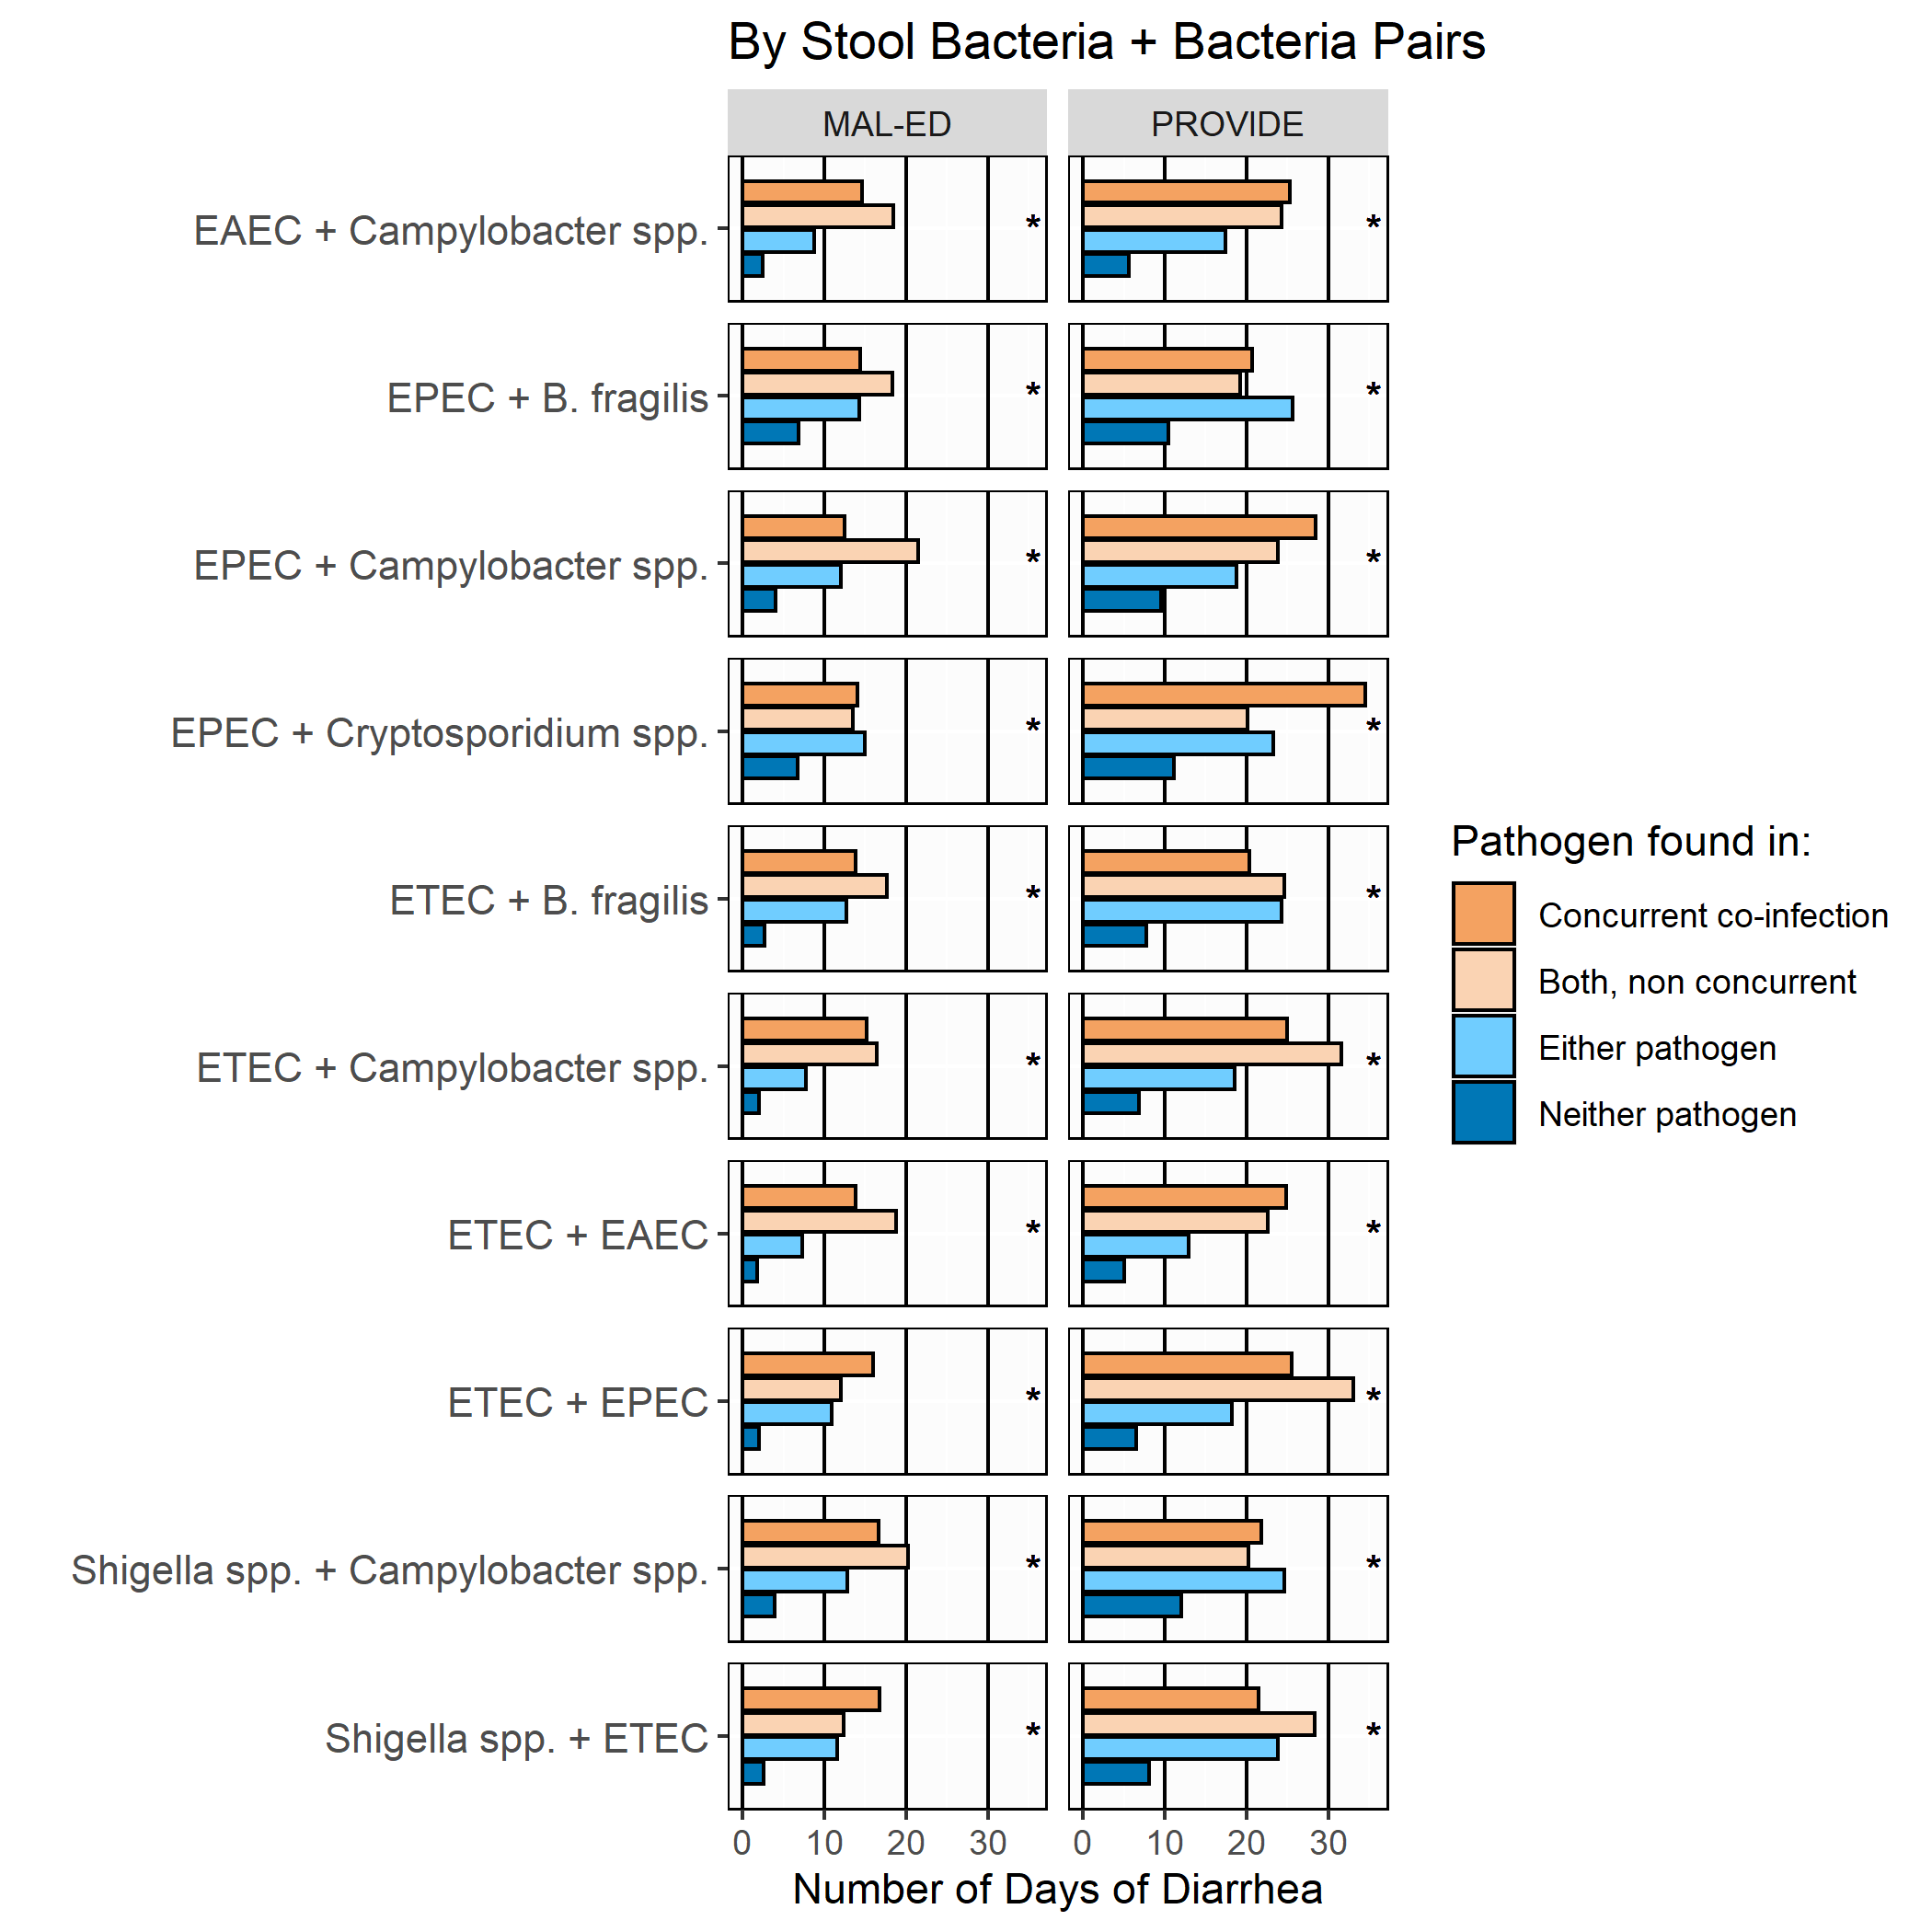 By Stool Bacteria + Bacteria Pairs
MAL-ED PROVIDE
EAEC + Campylobacter spp. * *
EPEC + B. fragilis * *
EPEC + Campylobacter spp. * *
EPEC + Cryptosporidium spp. * *
ETEC + B. fragilis * *
ETEC + Campylobacter spp. * *
ETEC + EAEC * *
ETEC + EPEC * *
Shigella spp. + Campylobacter spp. * *
Shigella spp. + ETEC * *
0 10 20 30 0 10 20 30
Number of Days of Diarrhea
Pathogen found in:
Concurrent co-infection
Both, non concurrent
Either pathogen
Neither pathogen